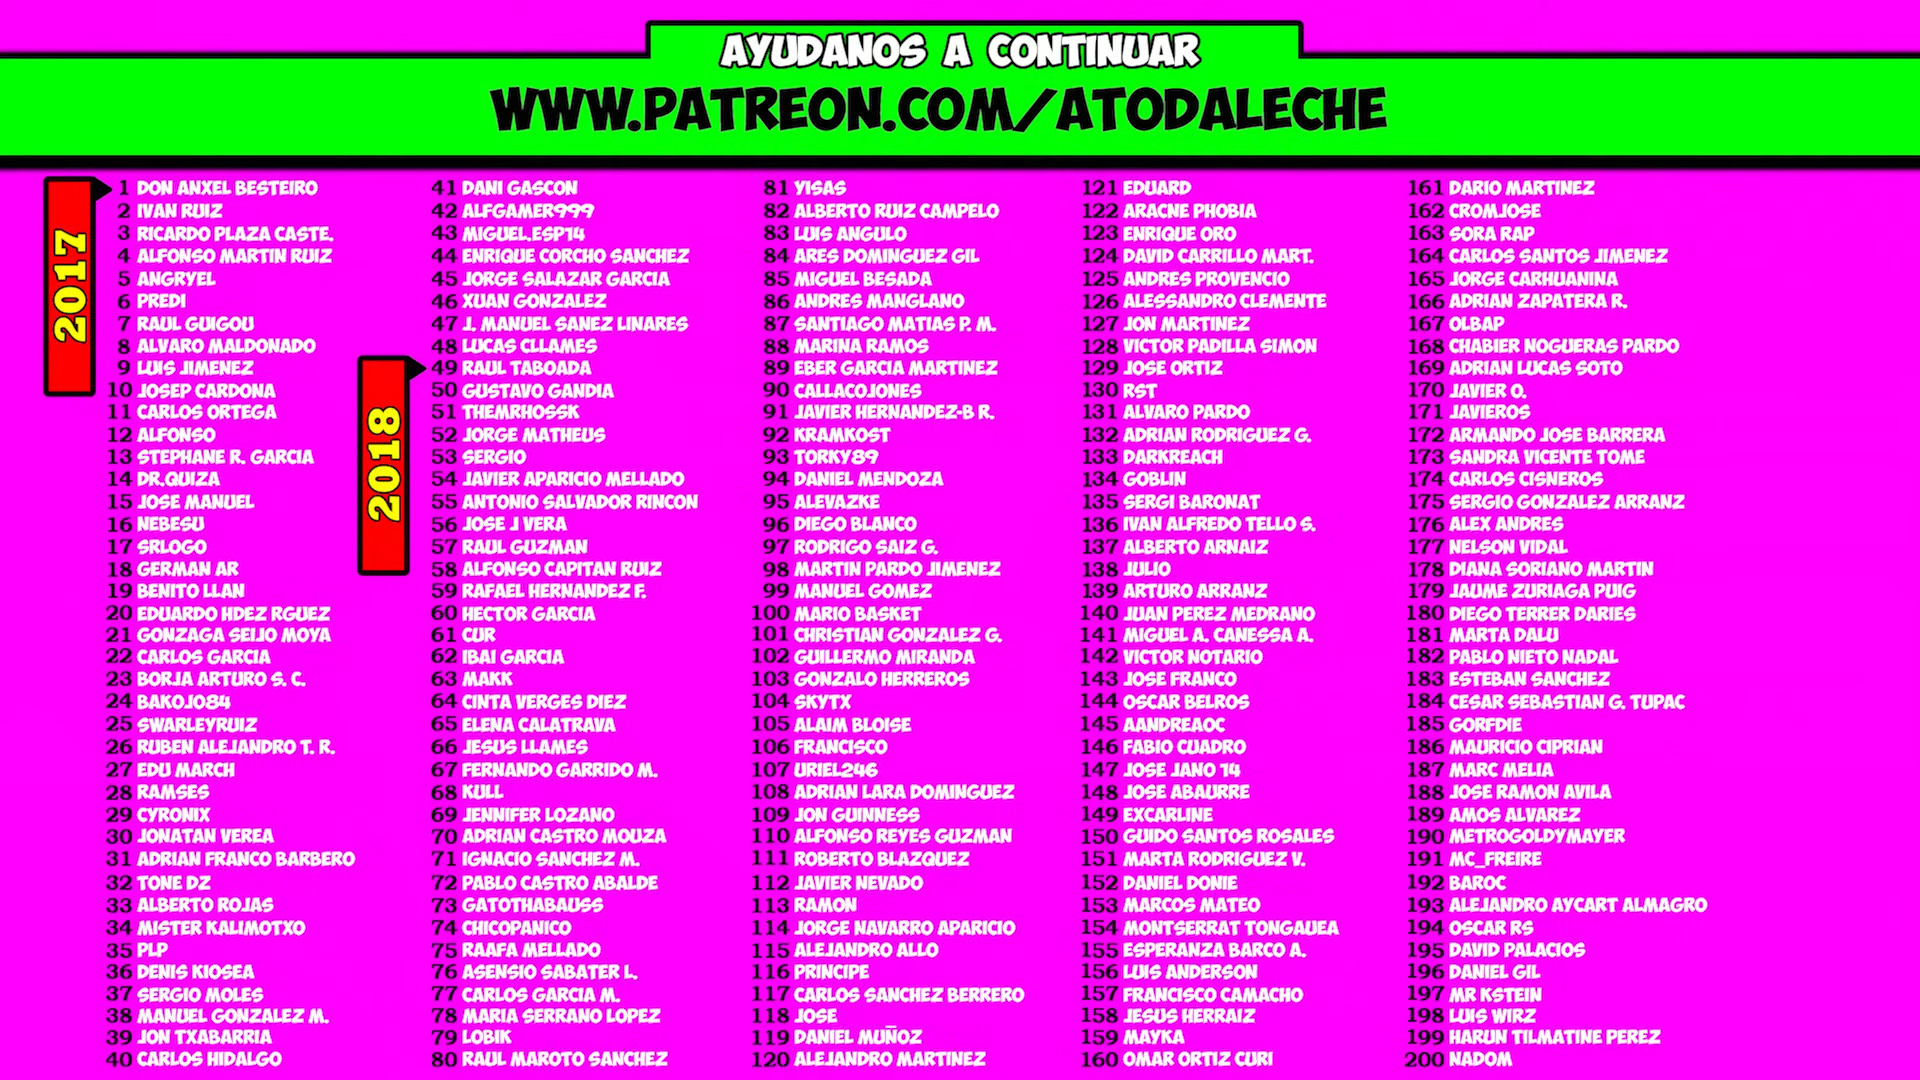 AYUDANOS A CONTINUAR
WWW.PATREON.COM/ATODALECHE
2017
1 DON ANXEL BESTEIRO
2 IVAN RUIZ
3 RICARDO PLAZA CASTE.
4 ALFONSO MARTIN RUIZ
5 ANGRYEL
6 PREDI
7 RAUL GUIGOU
8 ALVARO MALDONADO
9 LUIS JIMENEZ
10 JOSEP CARDONA
11 CARLOS ORTEGA
12 ALFONSO
13 STEPHANE R. GARCIA
14 DR.QUIZA
15 JOSE MANUEL
16 NEBESU
17 SRLOGO
18 GERMAN AR
19 BENITO LLAN
20 EDUARDO HDEZ RGUEZ
21 GONZAGA SEIJO MOYA
22 CARLOS GARCIA
23 BORJA ARTURO S. C.
24 BAKOJO84
25 SWARLEYRUIZ
26 RUBEN ALEJANDRO T. R.
27 EDU MARCH
28 RAMSES
29 CYRONIX
30 JONATAN VEREA
31 ADRIAN FRANCO BARBERO
32 TONE DZ
33 ALBERTO ROJAS
34 MISTER KALIMOTXO
35 PLP
36 DENIS KIOSEA
37 SERGIO MOLES
38 MANUEL GONZALEZ M.
39 JON TXABARRIA
40 CARLOS HIDALGO
41 DANI GASCON
42 ALFGAMER999
43 MIGUEL.ESP14
44 ENRIQUE CORCHO SANCHEZ
45 JORGE SALAZAR GARCIA
46 XUAN GONZALEZ
47 J. MANUEL SANEZ LINARES
48 LUCAS CLLAMES
2018
49 RAUL TABOADA
50 GUSTAVO GANDIA
51 THEMRHOSSK
52 JORGE MATHEUS
53 SERGIO
54 JAVIER APARICIO MELLADO
55 ANTONIO SALVADOR RINCON
56 JOSE J VERA
57 RAUL GUZMAN
58 ALFONSO CAPITAN RUIZ
59 RAFAEL HERNANDEZ F.
60 HECTOR GARCIA
61 CUR
62 IBAI GARCIA
63 MAKK
64 CINTA VERGES DIEZ
65 ELENA CALATRAVA
66 JESUS LLAMES
67 FERNANDO GARRIDO M.
68 KULL
69 JENNIFER LOZANO
70 ADRIAN CASTRO MOUZA
71 IGNACIO SANCHEZ M.
72 PABLO CASTRO ABALDE
73 GATOTHABAUSS
74 CHICOPANICO
75 RAAFA MELLADO
76 ASENSIO SABATER L.
77 CARLOS GARCIA M.
78 MARIA SERRANO LOPEZ
79 LOBIK
80 RAUL MAROTO SANCHEZ
81 YISAS
82 ALBERTO RUIZ CAMPELO
83 LUIS ANGULO
84 ARES DOMINGUEZ GIL
85 MIGUEL BESADA
86 ANDRES MANGLANO
87 SANTIAGO MATIAS P. M.
88 MARINA RAMOS
89 EBER GARCIA MARTINEZ
90 CALLACOJONES
91 JAVIER HERNANDEZ-B R.
92 KRAMKOST
93 TORKY89
94 DANIEL MENDOZA
95 ALEVAZKE
96 DIEGO BLANCO
97 RODRIGO SAIZ G.
98 MARTIN PARDO JIMENEZ
99 MANUEL GOMEZ
100 MARIO BASKET
101 CHRISTIAN GONZALEZ G.
102 GUILLERMO MIRANDA
103 GONZALO HERREROS
104 SKYTX
105 ALAIM BLOISE
106 FRANCISCO
107 URIEL246
108 ADRIAN LARA DOMINGUEZ
109 JON GUINNESS
110 ALFONSO REYES GUZMAN
111 ROBERTO BLAZQUEZ
112 JAVIER NEVADO
113 RAMON
114 JORGE NAVARRO APARICIO
115 ALEJANDRO ALLO
116 PRINCIPE
117 CARLOS SANCHEZ BERRERO
118 JOSE
119 DANIEL MUÑOZ
120 ALEJANDRO MARTINEZ
121 EDUARD
122 ARACNE PHOBIA
123 ENRIQUE ORO
124 DAVID CARRILLO MART.
125 ANDRES PROVENCIO
126 ALESSANDRO CLEMENTE
127 JON MARTINEZ
128 VICTOR PADILLA SIMON
129 JOSE ORTIZ
130 RST
131 ALVARO PARDO
132 ADRIAN RODRIGUEZ G.
133 DARKREACH
134 GOBLIN
135 SERGI BARONAT
136 IVAN ALFREDO TELLO S.
137 ALBERTO ARNAIZ
138 JULIO
139 ARTURO ARRANZ
140 JUAN PEREZ MEDRANO
141 MIGUEL A. CANESSA A.
142 VICTOR NOTARIO
143 JOSE FRANCO
144 OSCAR BELROS
145 AANDREAOC
146 FABIO CUADRO
147 JOSE JANO 14
148 JOSE ABAURRE
149 EXCARLINE
150 GUIDO SANTOS ROSALES
151 MARTA RODRIGUEZ V.
152 DANIEL DONIE
153 MARCOS MATEO
154 MONTSERRAT TONGAUEA
155 ESPERANZA BARCO A.
156 LUIS ANDERSON
157 FRANCISCO CAMACHO
158 JESUS HERRAIZ
159 MAYKA
160 OMAR ORTIZ CURI
161 DARIO MARTINEZ
162 CROMJOSE
163 SORA RAP
164 CARLOS SANTOS JIMENEZ
165 JORGE CARHUANINA
166 ADRIAN ZAPATERA R.
167 OLBAP
168 CHABIER NOGUERAS PARDO
169 ADRIAN LUCAS SOTO
170 JAVIER O.
171 JAVIEROS
172 ARMANDO JOSE BARRERA
173 SANDRA VICENTE TOME
174 CARLOS CISNEROS
175 SERGIO GONZALEZ ARRANZ
176 ALEX ANDRES
177 NELSON VIDAL
178 DIANA SORIANO MARTIN
179 JAUME ZURIAGA PUIG
180 DIEGO TERRER DARIES
181 MARTA DALU
182 PABLO NIETO NADAL
183 ESTEBAN SANCHEZ
184 CESAR SEBASTIAN G. TUPAC
185 GORFDIE
186 MAURICIO CIPRIAN
187 MARC MELIA
188 JOSE RAMON AVILA
189 AMOS ALVAREZ
190 METROGOLDYMAYER
191 MC_FREIRE
192 BAROC
193 ALEJANDRO AYCART ALMAGRO
194 OSCAR RS
195 DAVID PALACIOS
196 DANIEL GIL
197 MR KSTEIN
198 LUIS WIRZ
199 HARUN TILMATINE PEREZ
200 NADOM